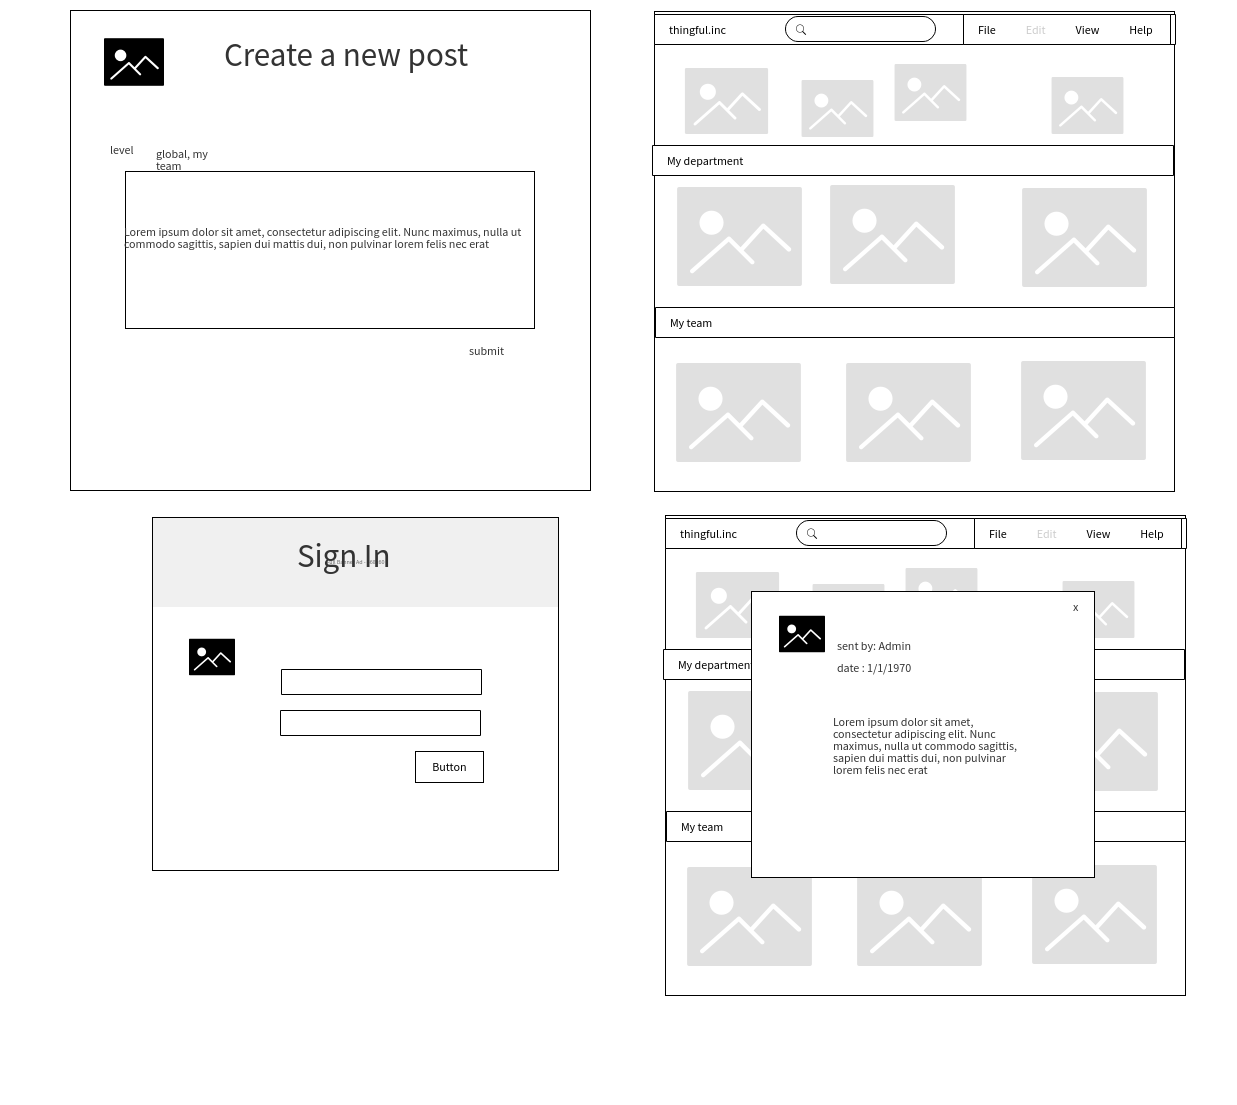 Create a new post
level
global, my
team
Lorem ipsum dolor sit amet, consectetur adipiscing elit. Nunc maximus, nulla ut
commodo sagittis, sapien dui mattis dui, non pulvinar lorem felis nec erat
submit
thingful.inc
File Edit View Help
My department
My team
Sign In
Button
thingful.inc
File Edit View Help
My department
My team
x
sent by: Admin
date : 1/1/1970
Lorem ipsum dolor sit amet,
consectetur adipiscing elit. Nunc
maximus, nulla ut commodo sagittis,
sapien dui mattis dui, non pulvinar
lorem felis nec erat